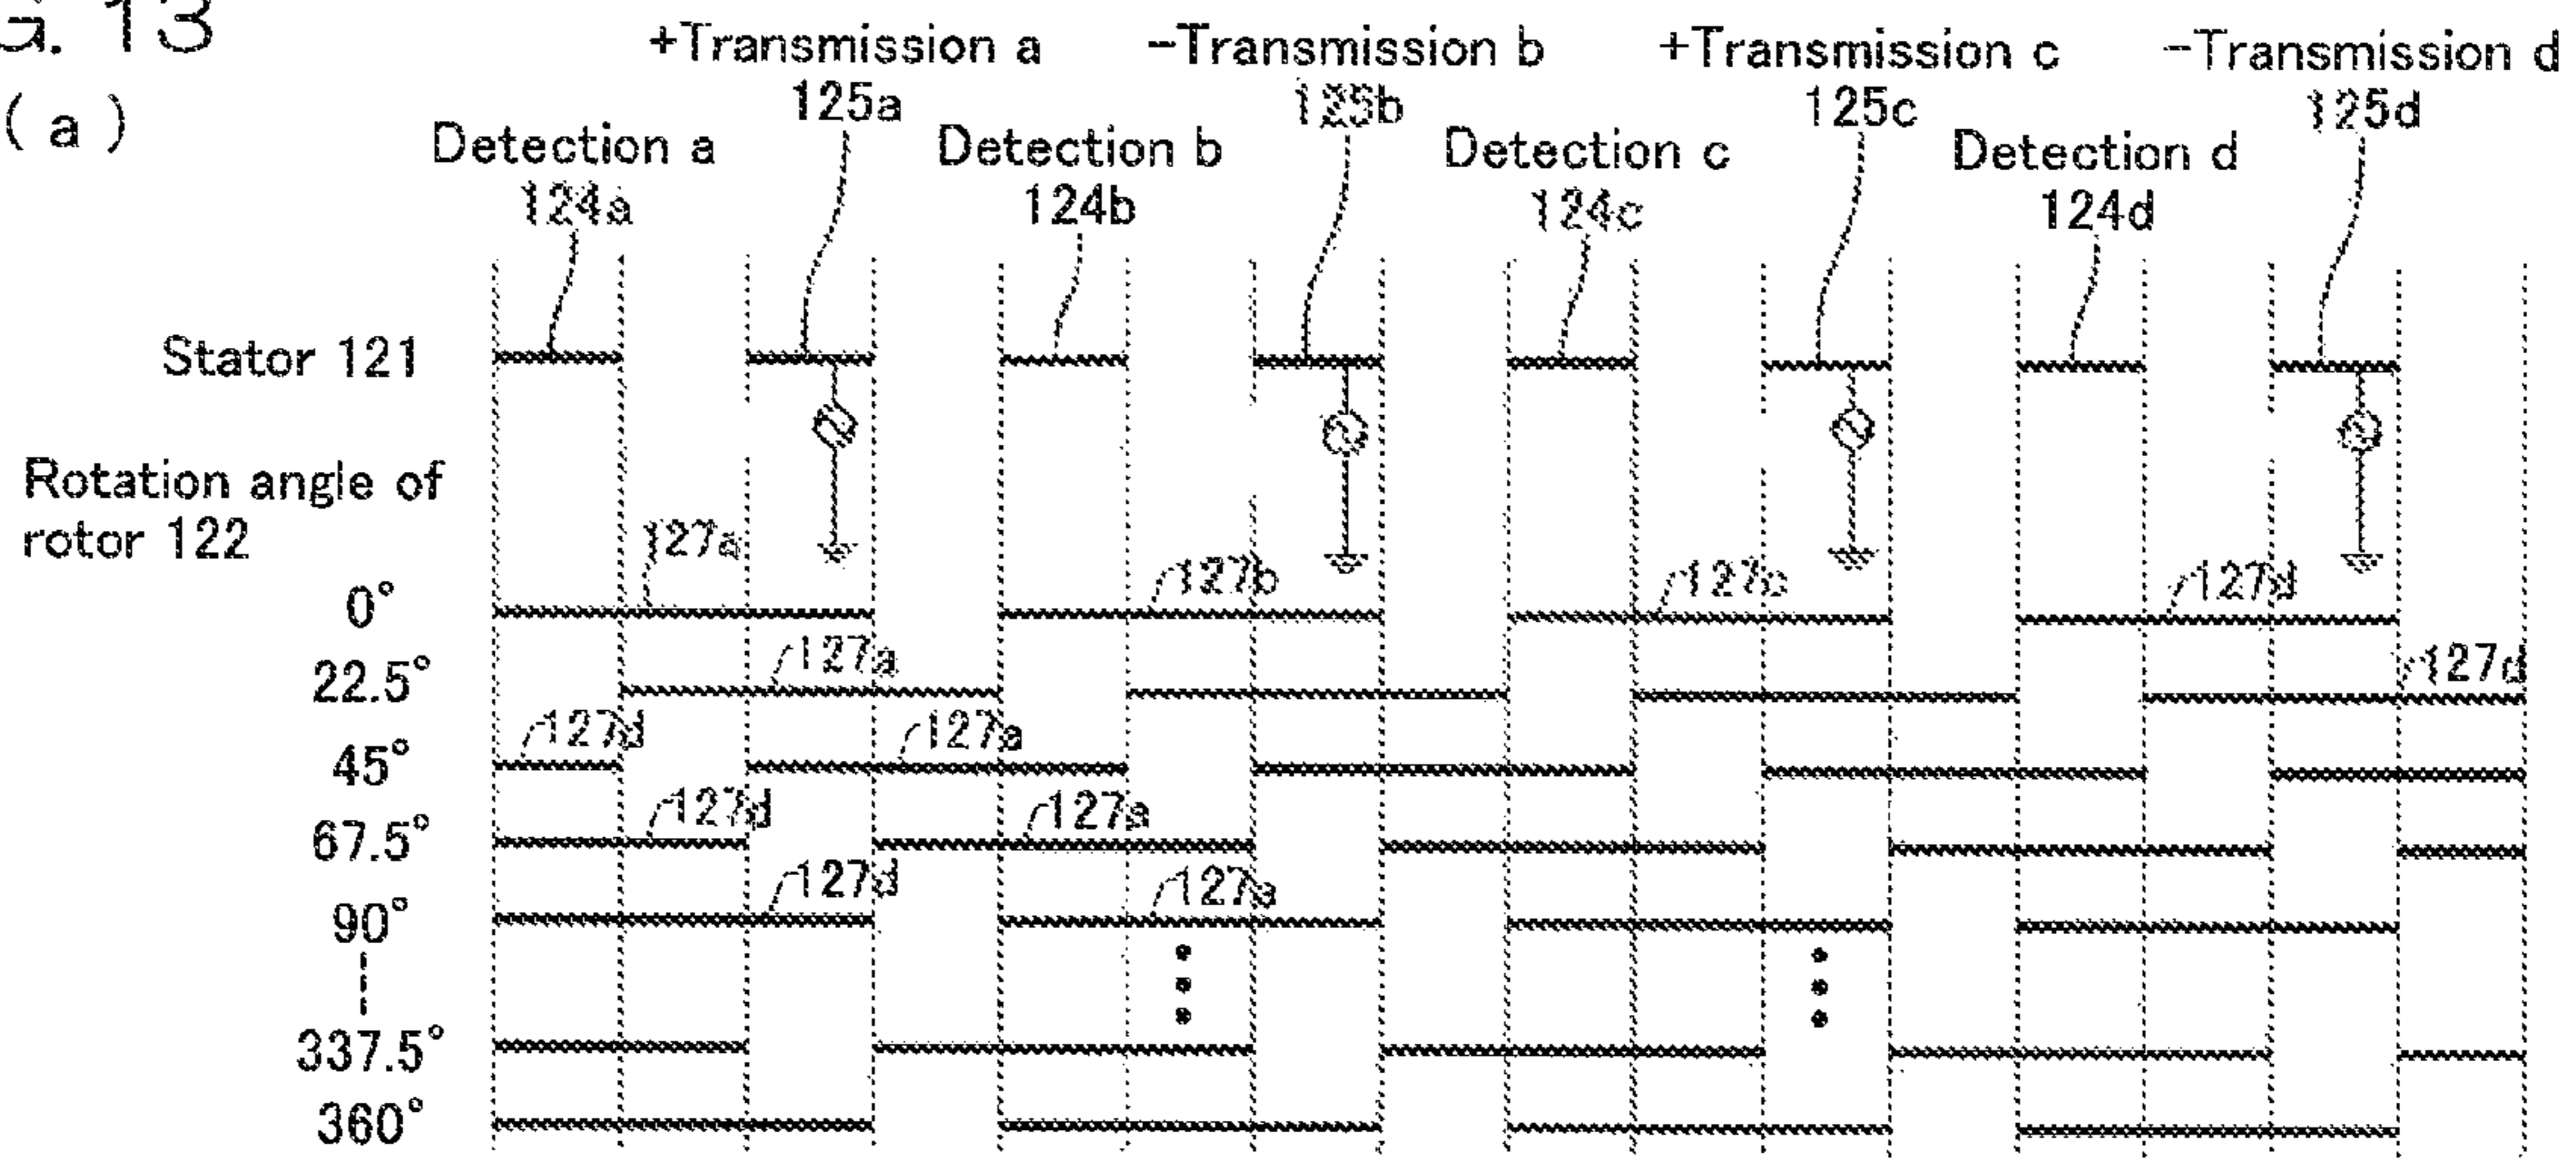 G. 13
(a)
+Transmission a
125a
-Transmission b
125b
+Transmission c
125c
-Transmission d
125d
Detection a
124a
Detection b
124b
Detection c
124c
Detection d
124d
Stator 121
Rotation angle of
rotor 122
127a
127b
127c
127d
0°
127a
127d
22.5°
127d
127a
45°
127d
127a
67.5°
127d
127a
90°
337.5°
360°